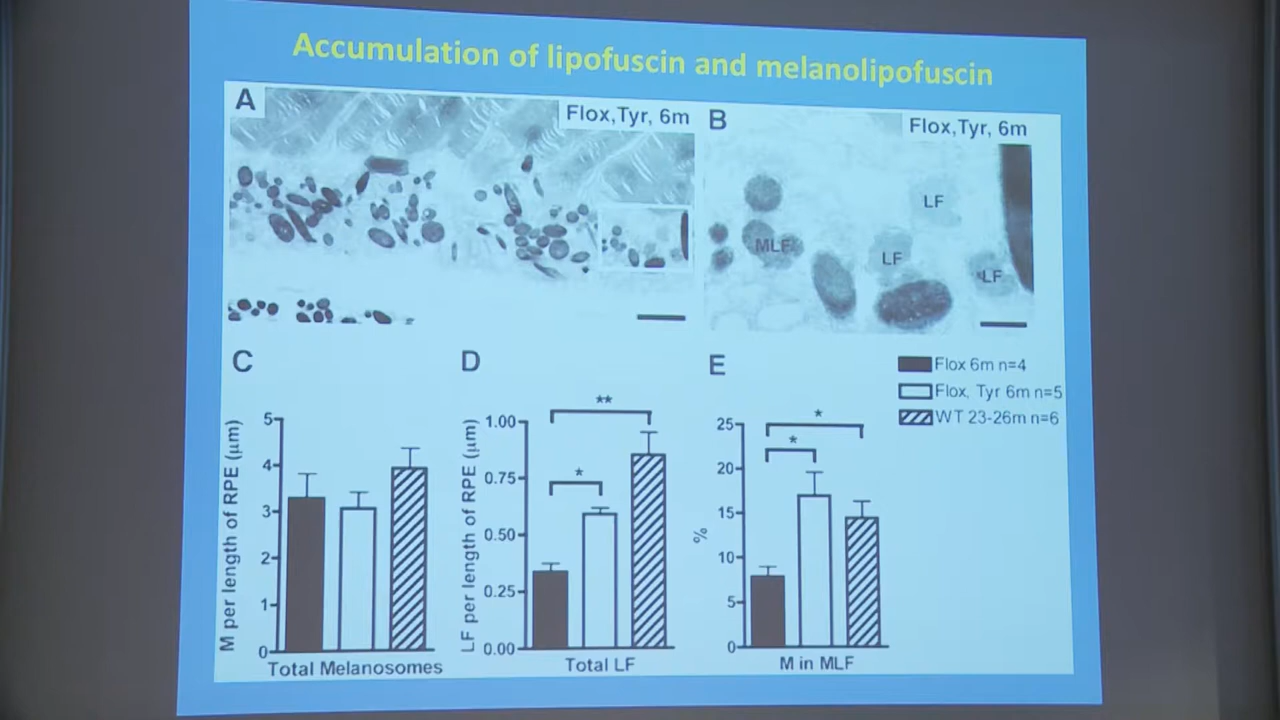 Accumulation of lipofuscin and melanolipofuscin
A
Flox,Tyr, 6m
B
Flox,Tyr, 6m
MLF
LF
LF
LF
C
D
E
Flox 6m n=4
Flox, Tyr 6m n=5
WT 23-26m n=6
M per length of RPE (µm)
5
4
3
2
1
0
Total Melanosomes
LF per length of RPE (µm)
1.00
0.75
0.50
0.25
0.00
*
**
Total LF
%
25
20
15
10
5
0
*
*
M in MLF